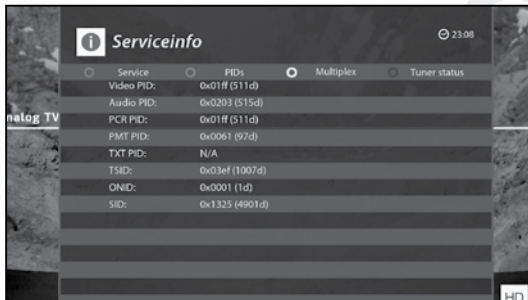 Serviceinfo
23:08
Service PIDs Multiplex Tuner status
Video PID: 0x01ff (511d)
Audio PID: 0x0203 (515d)
nalog TV
PCR PID: 0x01ff (511d)
PMT PID: 0x0061 (97d)
TXT PID: N/A
TSID: 0x03ef (1007d)
ONID: 0x0001 (1d)
SID: 0x1325 (4901d)
HD